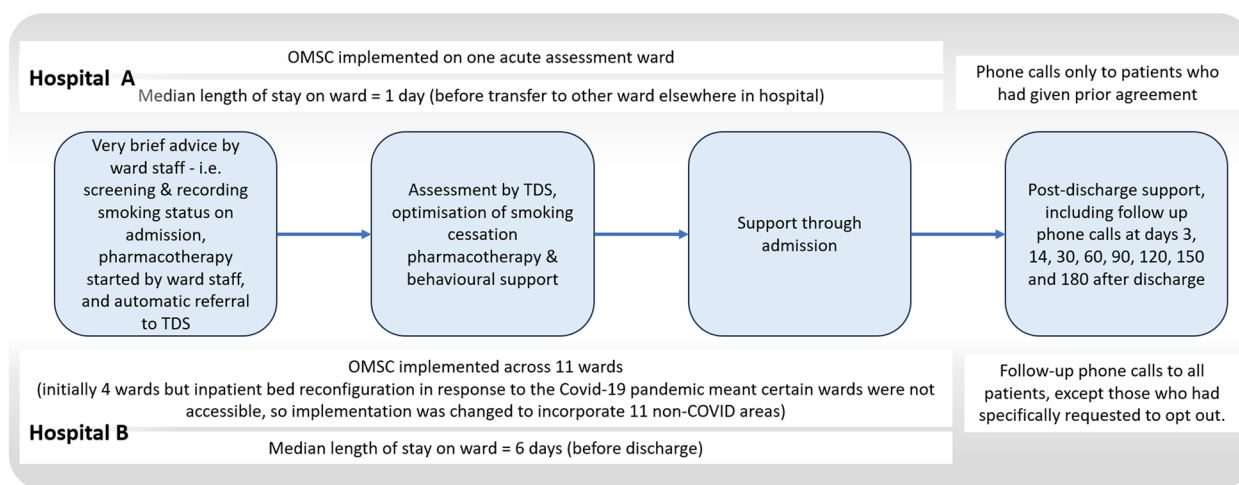 OMSC implemented on one acute assessment ward
Hospital A
Median length of stay on ward = 1 day (before transfer to other ward elsewhere in hospital)
Phone calls only to patients who
had given prior agreement
Very brief advice by
ward staff - i.e.
screening & recording
smoking status on
admission,
pharmacotherapy
started by ward staff,
and automatic referral
to TDS
Assessment by TDS,
optimisation of smoking
cessation
pharmacotherapy &
behavioural support
Support through
admission
Post-discharge support,
including follow up
phone calls at days 3,
14, 30, 60, 90, 120, 150
and 180 after discharge
OMSC implemented across 11 wards
(initially 4 wards but inpatient bed reconfiguration in response to the Covid-19 pandemic meant certain wards were not
accessible, so implementation was changed to incorporate 11 non-COVID areas)
Hospital B
Median length of stay on ward = 6 days (before discharge)
Follow-up phone calls to all
patients, except those who had
specifically requested to opt out.